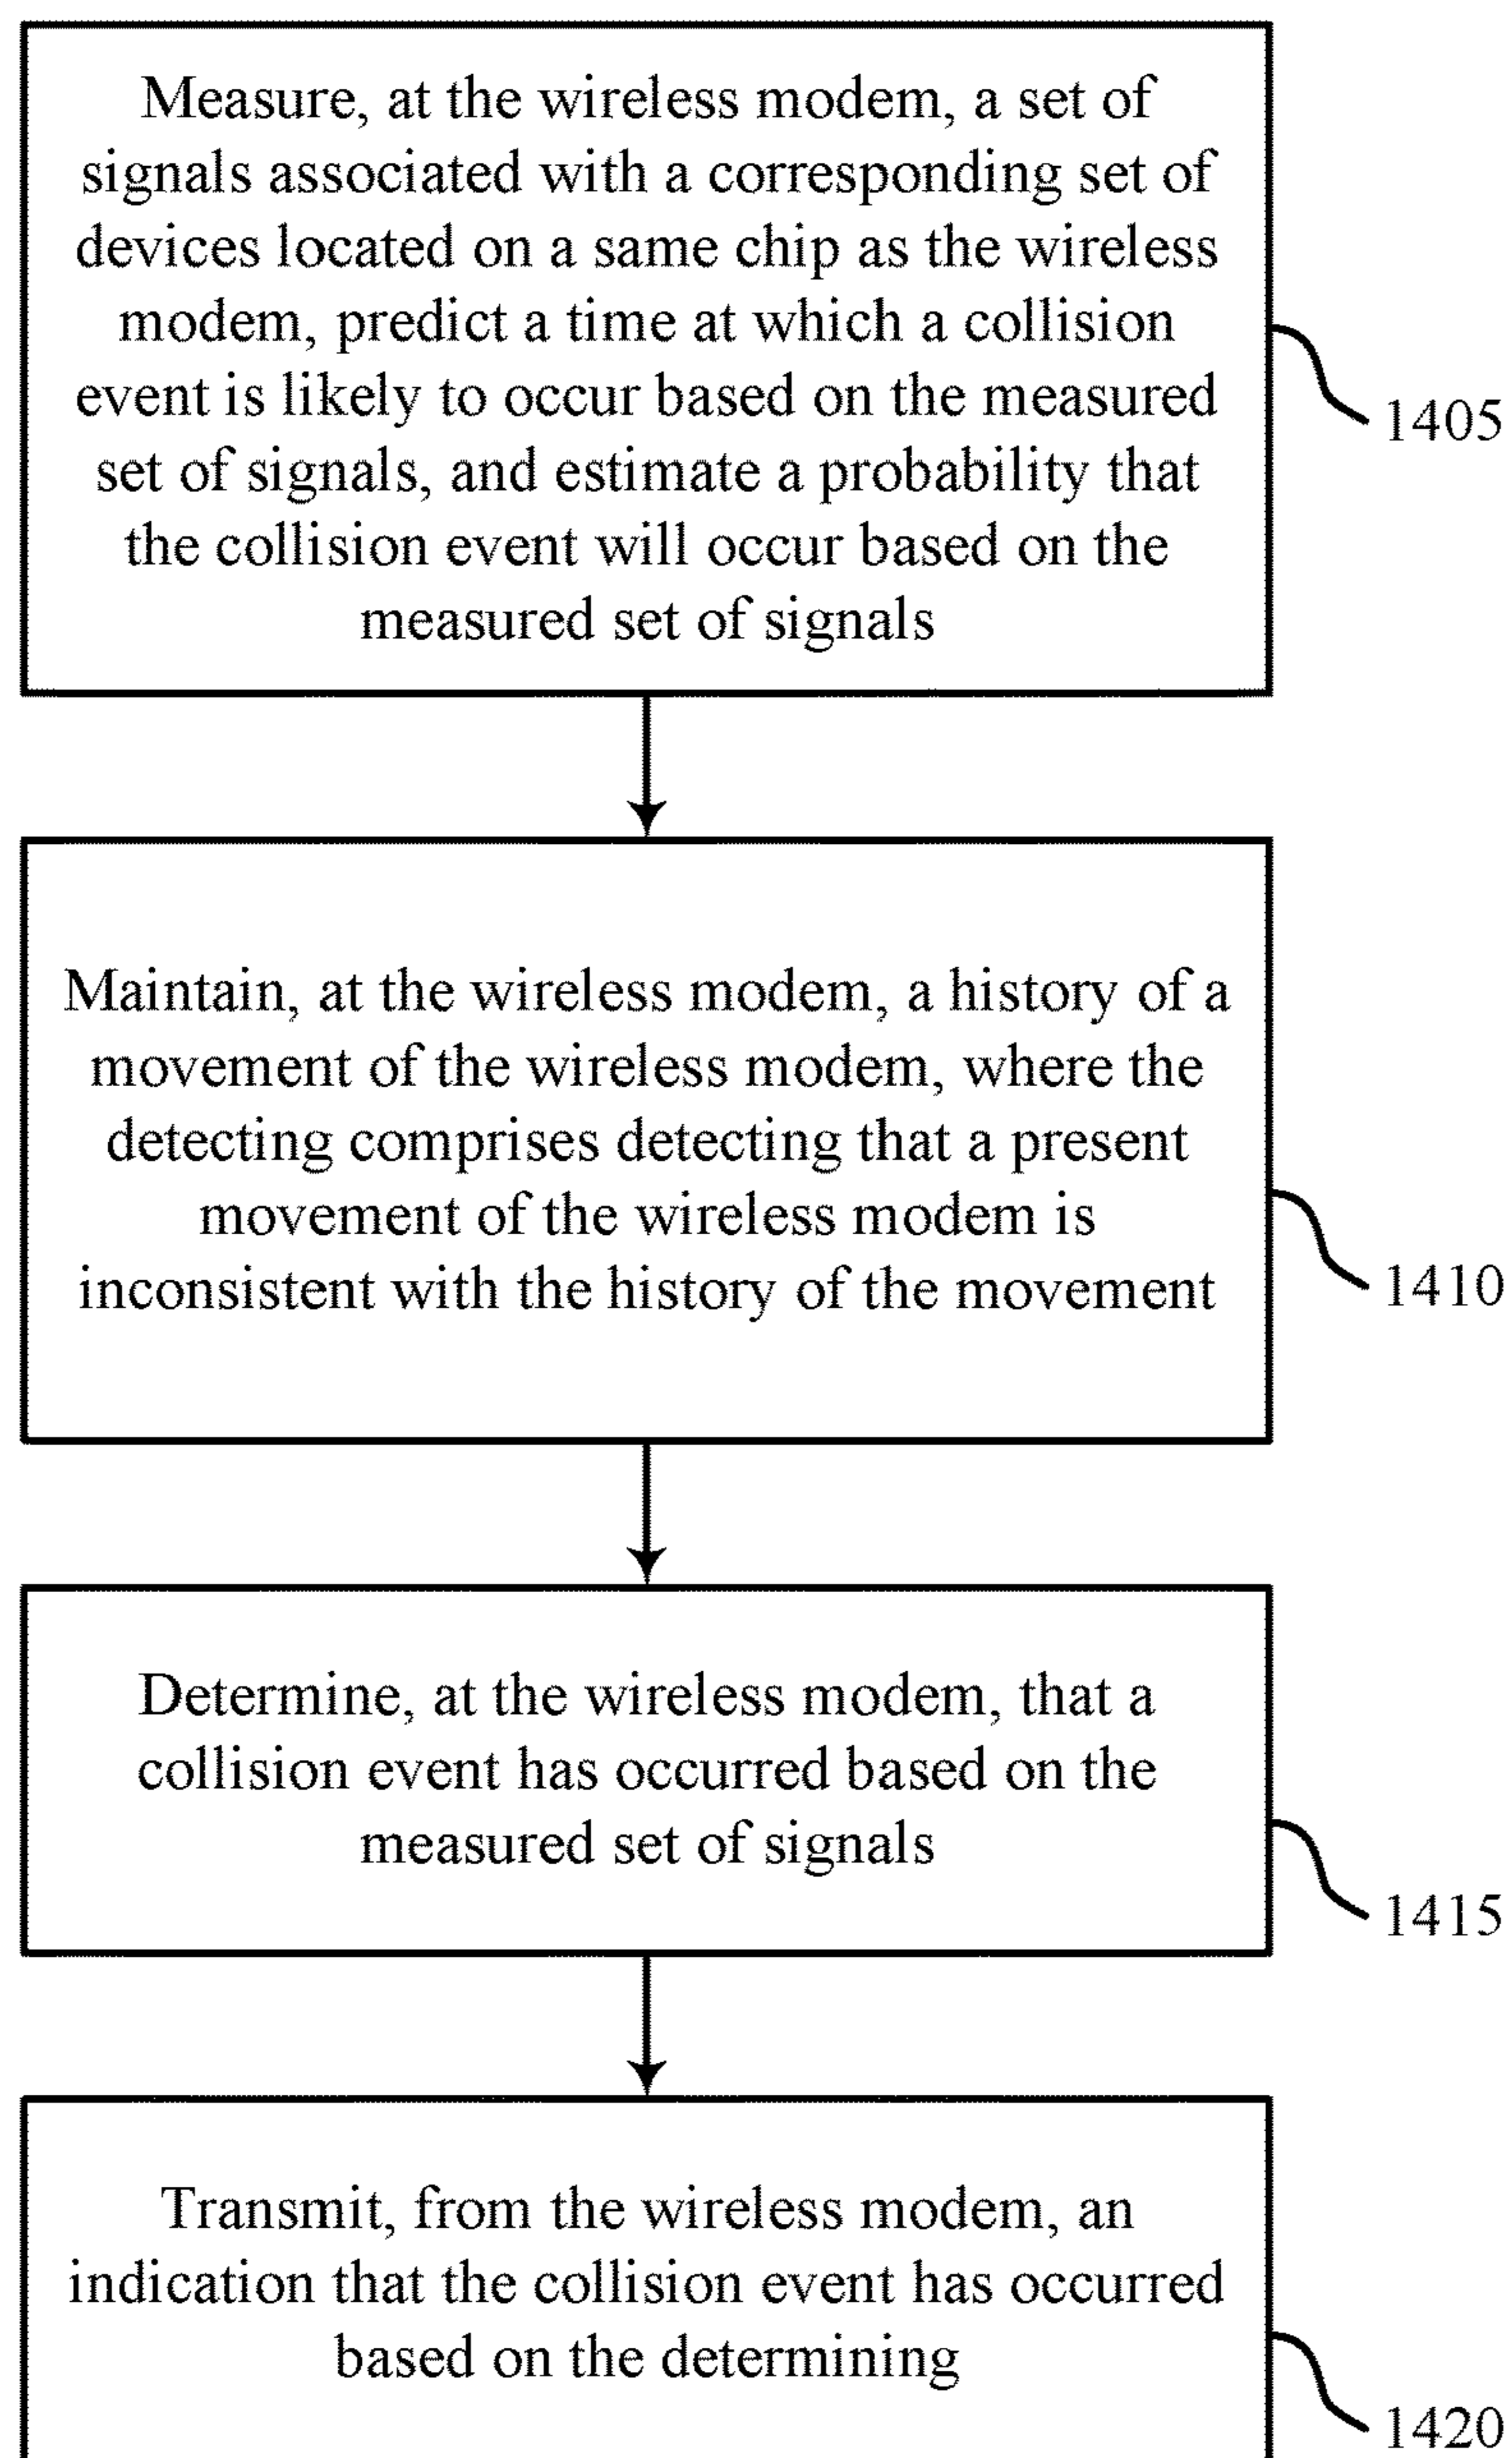 Measure, at the wireless modem, a set of
signals associated with a corresponding set of
devices located on a same chip as the wireless
modem, predict a time at which a collision
event is likely to occur based on the measured
set of signals, and estimate a probability that
the collision event will occur based on the
measured set of signals
1405
Maintain, at the wireless modem, a history of a
movement of the wireless modem, where the
detecting comprises detecting that a present
movement of the wireless modem is
inconsistent with the history of the movement
1410
Determine, at the wireless modem, that a
collision event has occurred based on the
measured set of signals
1415
Transmit, from the wireless modem, an
indication that the collision event has occurred
based on the determining
1420